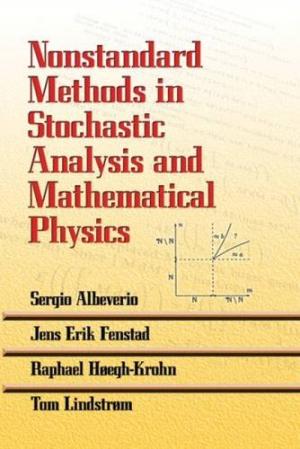 Nonstandard
Methods in
Stochastic
Analysis and
Mathematical
Physics
*N\N
≈b
?
*N\N
≈a
N
N
*N\N
m
Sergio Albeverio
Jens Erik Fenstad
Raphael Høegh-Krohn
Tom Lindstrøm